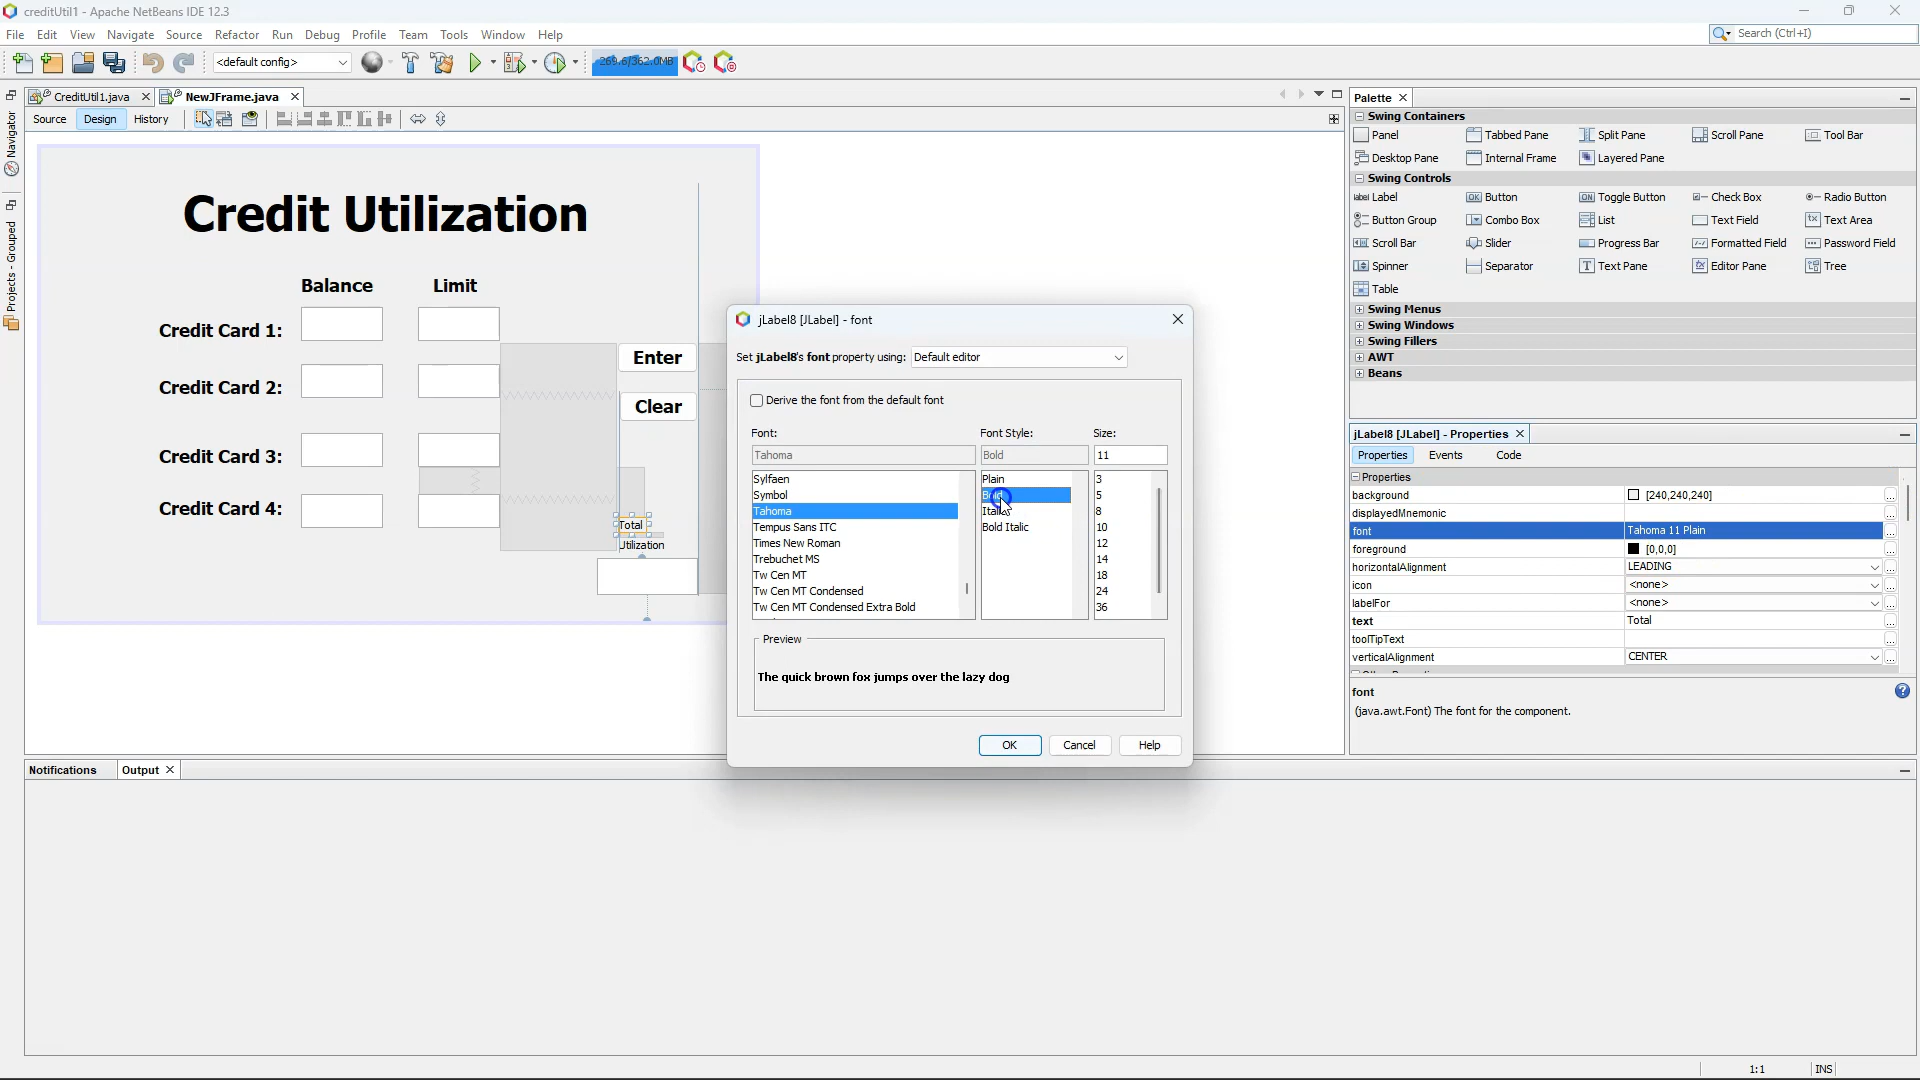 creditUtil1 - Apache NetBeans IDE 12.3
File Edit View Navigate Source Refactor Run Debug Profile Team Tools Window Help
Search (Ctrl+I)
<default config>
269.6/362.0MB
CreditUtil1.java
NewJFrame.java
Source Design History
Navigator
Projects - Grouped
Credit Utilization
Balance Limit
Credit Card 1:
Credit Card 2:
Credit Card 3:
Credit Card 4:
Enter
Clear
Total
Utilization
jLabel8 [JLabel] - font
Set jLabel8's font property using: Default editor
Derive the font from the default font
Font: Font Style: Size:
Tahoma Bold 11
Sylfaen
Symbol
Tahoma
Tempus Sans ITC
Times New Roman
Trebuchet MS
Tw Cen MT
Tw Cen MT Condensed
Tw Cen MT Condensed Extra Bold
Plain
Bold
Italic
Bold Italic
3
5
8
10
12
14
18
24
36
Preview
The quick brown fox jumps over the lazy dog
OK Cancel Help
Palette
Swing Containers
Panel Tabbed Pane Split Pane Scroll Pane Tool Bar
Desktop Pane Internal Frame Layered Pane
Swing Controls
Label Button Toggle Button Check Box Radio Button
Button Group Combo Box List Text Field Text Area
Scroll Bar Slider Progress Bar Formatted Field Password Field
Spinner Separator Text Pane Editor Pane Tree
Table
Swing Menus
Swing Windows
Swing Fillers
AWT
Beans
jLabel8 [JLabel] - Properties
Properties Events Code
Properties
background [240,240,240]
displayedMnemonic
font Tahoma 11 Plain
foreground [0,0,0]
horizontalAlignment LEADING
icon <none>
labelFor <none>
text Total
toolTipText
verticalAlignment CENTER
font
(java.awt.Font) The font for the component.
Notifications Output
1:1 INS